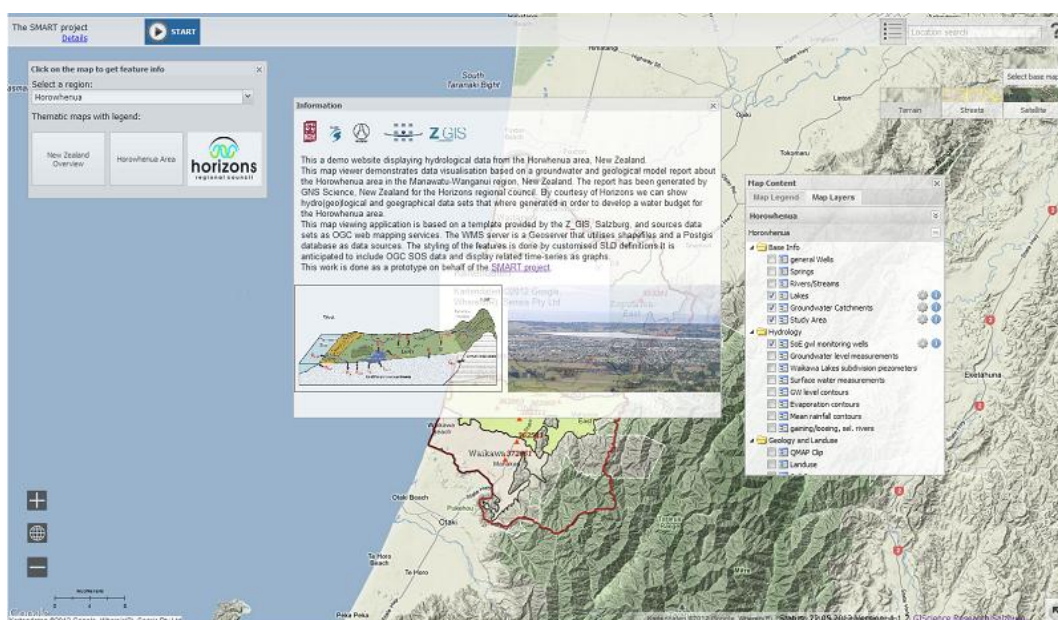 The SMART project
Details
START
Location search
?
Click on the map to get feature info
Select a region:
Horowhenua
Thematic maps with legend:
New Zealand
Overview
Horowhenua Area
horizons
regional council
South
Taranaki Bight
Information
Z_GIS
This a demo website displaying hydrological data from the Horwhenua area, New Zealand.
This map viewer demonstrates data visualisation based on a groundwater and geological model report about
the Horowhenua area in the Manawatu-Wanganui region, New Zealand. The report has been generated by
GNS Science, New Zealand for the Horizons regional council. By courtesy of Horizons we can show
hydro(geo)logical and goegraphical data sets that where generated in order to develop a water budget for
the Horowhenua area.
This map viewing application is based on a template provided by the Z_GIS, Salzburg, and sources data
sets as OGC web mapping services. The WMS server is a Geoserver that utilises shapefiles and a Postgis
database as data sources. The styling of the features is done by customised SLD definitions. It is
anticipated to include OGC SOS data and display related time-series as graphs.
This work is done as a prototype on behalf of the SMART project.
Himatangi
Linton
Opiki
Tokomaru
Select base map
Terrain
Streets
Satellite
Map Content
Map Legend
Map Layers
Horowhenua
Horowhenua
Base Info
general Wells
Springs
Rivers/Streams
Lakes
Groundwater Catchments
Study Area
Hydrology
SoE gwl monitoring wells
Groundwater level measurements
Waikawa Lakes subdivision piezometers
Surface water measurements
GW level contours
Evaporation contours
Mean rainfall contours
gaining/loosing, sel. rivers
Geology and Landuse
QMAP Clip
Landuse
Eketahuna
Waikawa
Beach
East
Waikawa
Manakau
Otaki Beach
Pukehou
Otaki
Te Horo
Beach
Te Horo
Peka Peka
Google